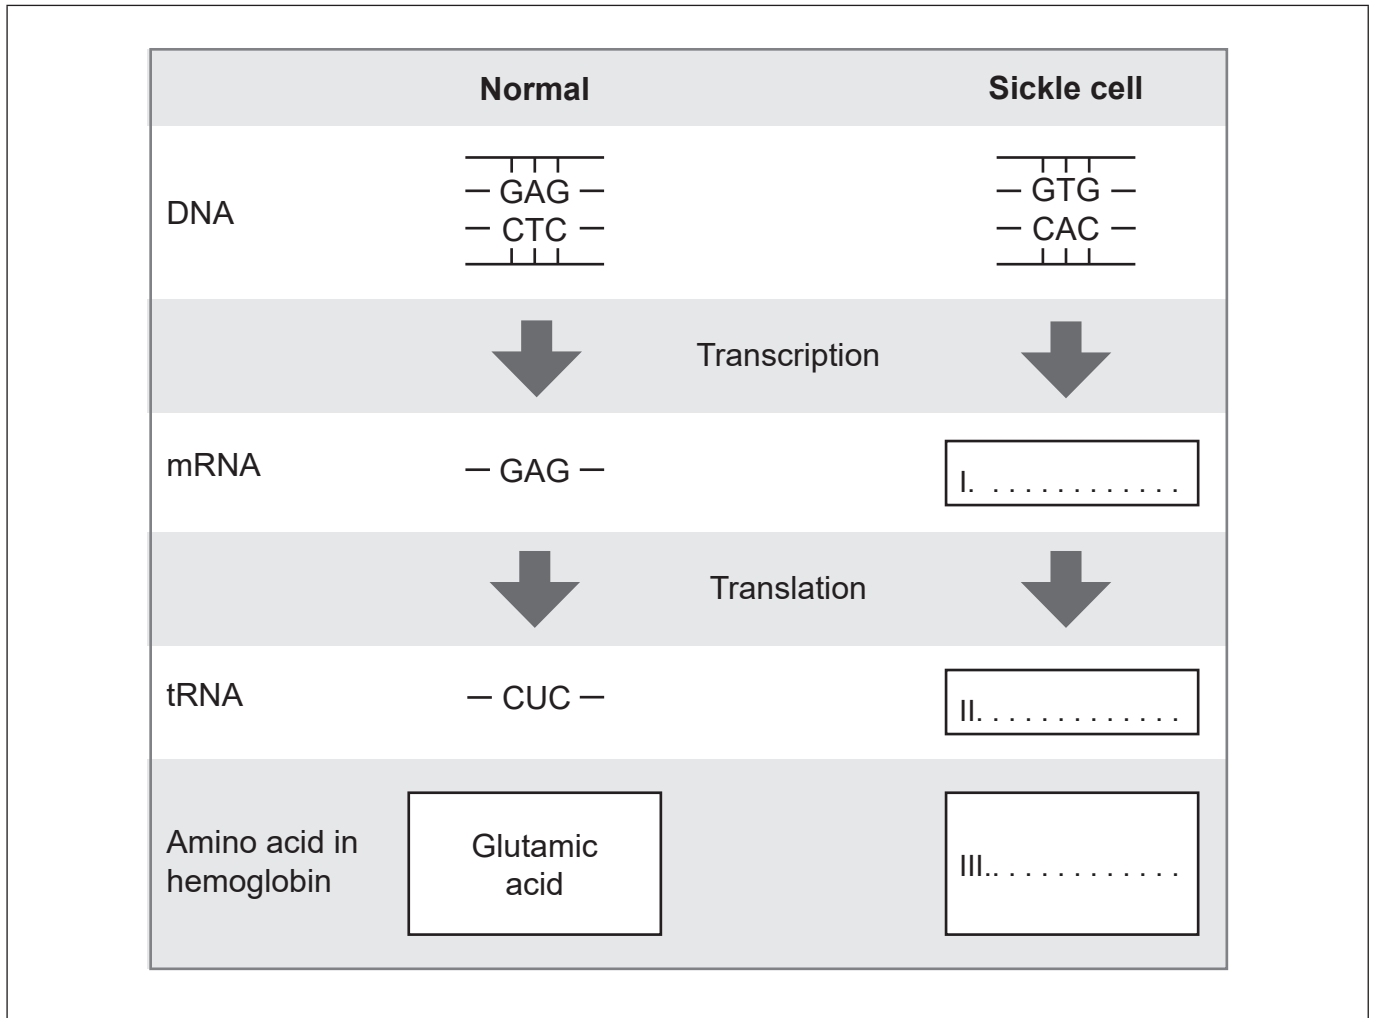 Normal Sickle cell
DNA
— GAG — — GTG —
— CTC — — CAC —
Transcription
mRNA — GAG — I. . . . . . . . . . . . .
Translation
tRNA — CUC — II. . . . . . . . . . . . .
Amino acid in
hemoglobin
Glutamic
acid
III.. . . . . . . . . . . .